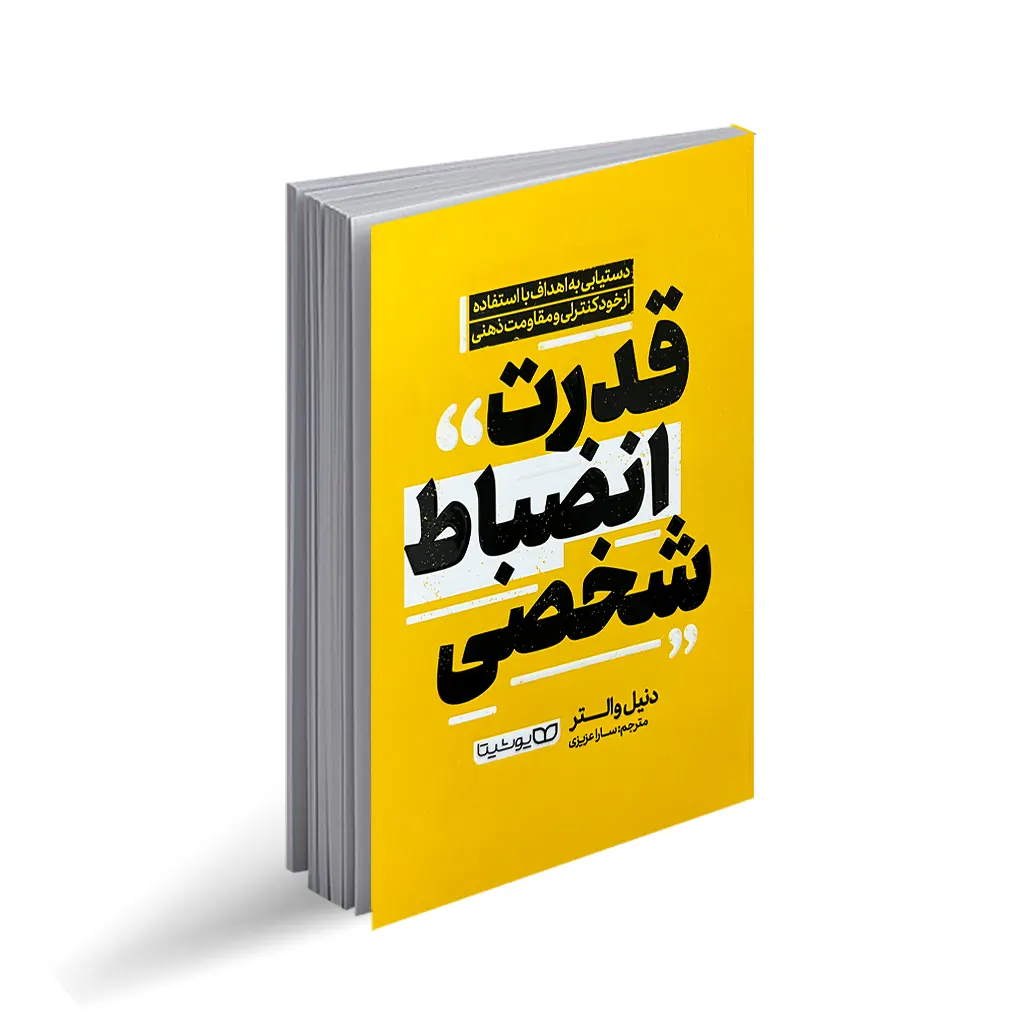 دستیابی به اهداف با استفاده
از خودکنترلی و مقاومت ذهنی
قدرت
انضباط
شخصی
دنیل والتر
مترجم: سارا عزیزی
یوشیتا